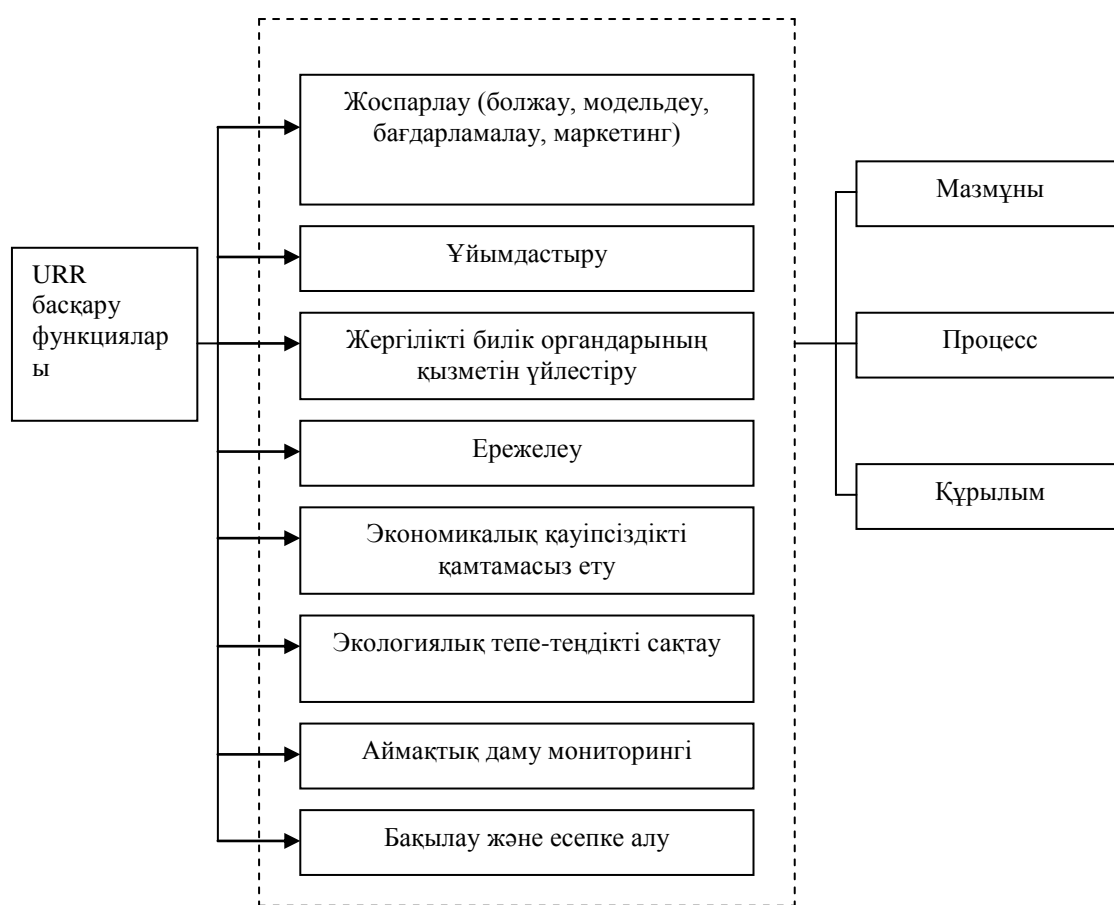 URR
басқару
функциялар
ы
Жоспарлау (болжау, модельдеу,
бағдарламалау, маркетинг)
Ұйымдастыру
Жергілікті билік органдарының
қызметін үйлестіру
Ережелеу
Экономикалық қауіпсіздікті
қамтамасыз ету
Экологиялық тепе-теңдікті сақтау
Аймақтық даму мониторингі
Бақылау және есепке алу
Мазмұны
Процесс
Құрылым